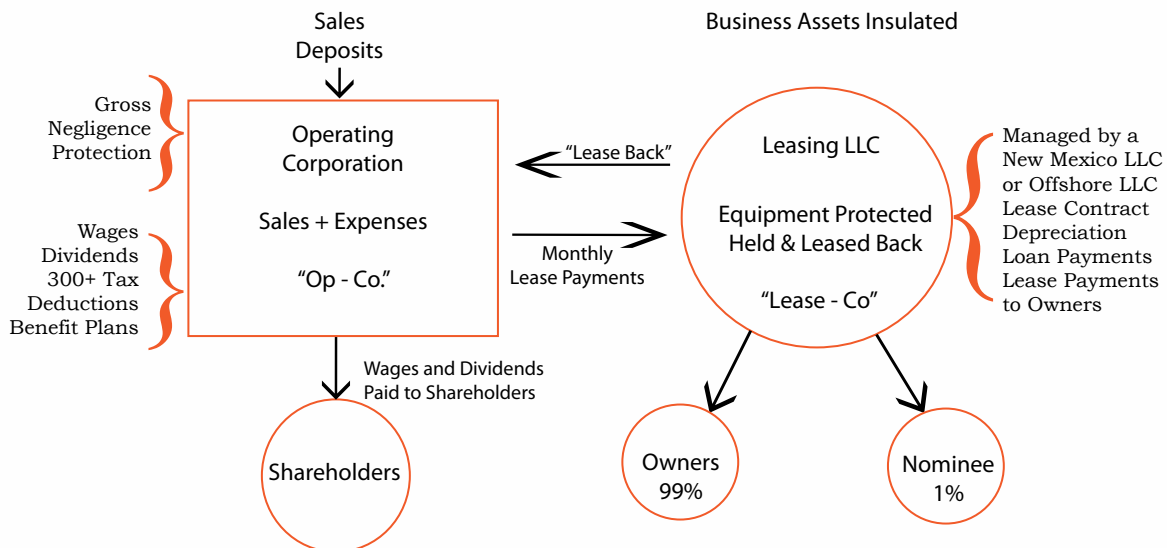 Sales
Deposits
Business Assets Insulated
Gross
Negligence
Protection
Operating
Corporation
Sales + Expenses
“Op - Co.”
Wages
Dividends
300+ Tax
Deductions
Benefit Plans
“Lease Back”
Monthly
Lease Payments
Leasing LLC
Equipment Protected
Held & Leased Back
“Lease - Co”
Managed by a
New Mexico LLC
or Offshore LLC
Lease Contract
Depreciation
Loan Payments
Lease Payments
to Owners
Wages and Dividends
Paid to Shareholders
Shareholders
Owners
99%
Nominee
1%